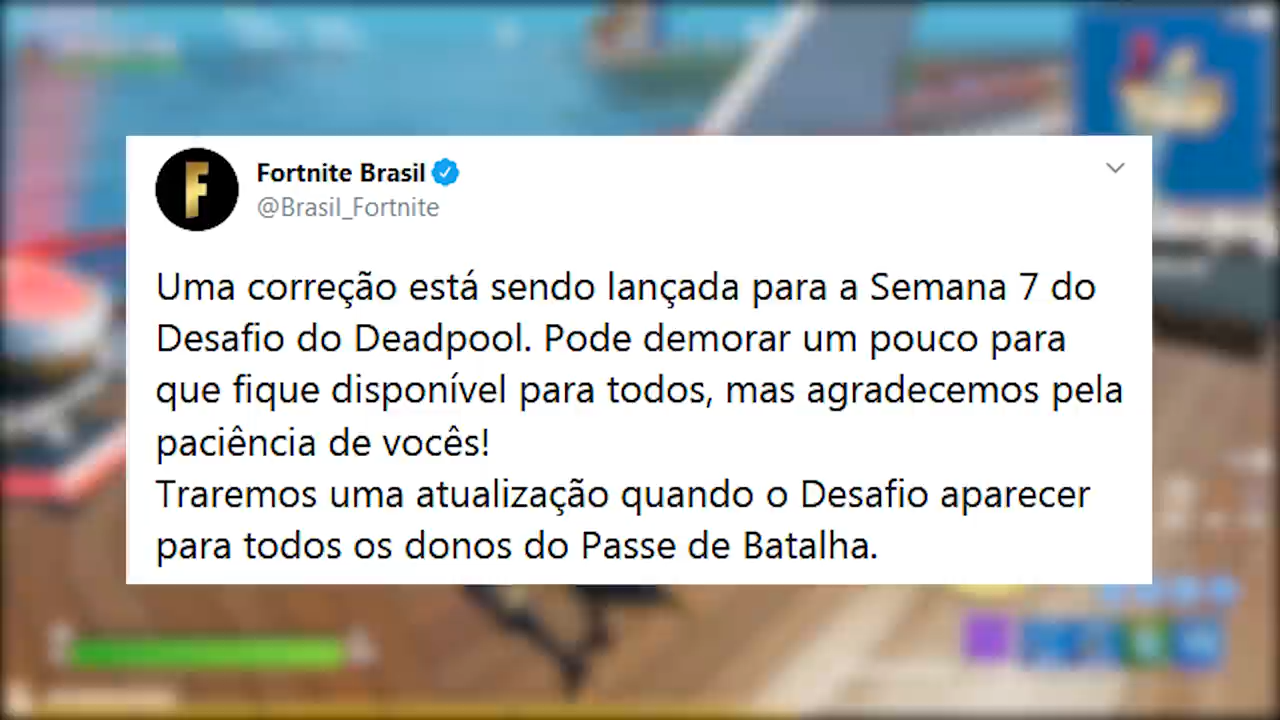 Fortnite Brasil
@Brasil_Fortnite
Uma correção está sendo lançada para a Semana 7 do
Desafio do Deadpool. Pode demorar um pouco para
que fique disponível para todos, mas agradecemos pela
paciência de vocês!
Traremos uma atualização quando o Desafio aparecer
para todos os donos do Passe de Batalha.